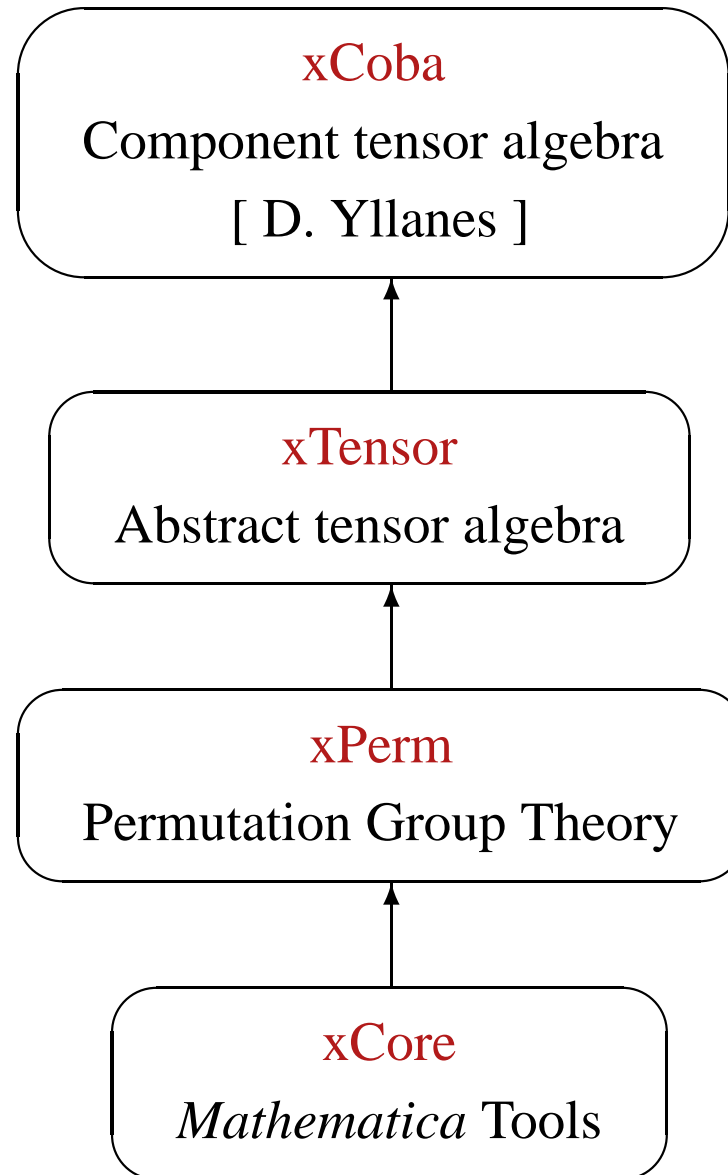 xCoba
Component tensor algebra
[ D. Yllanes ]
xTensor
Abstract tensor algebra
xPerm
Permutation Group Theory
xCore
Mathematica Tools